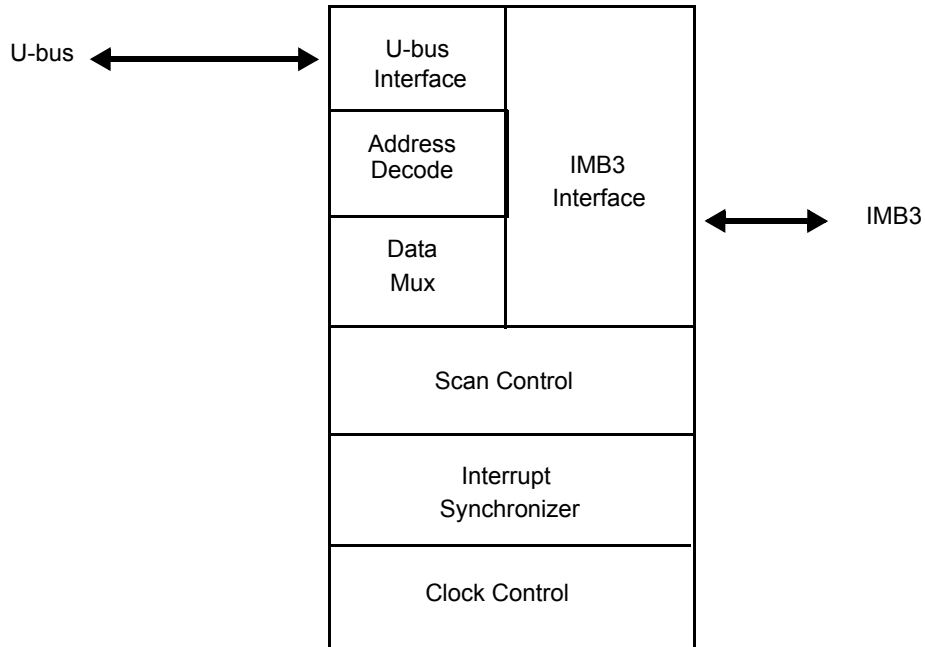 U-bus
U-bus
Interface
Address
Decode
IMB3
Interface
IMB3
Data
Mux
Scan Control
Interrupt
Synchronizer
Clock Control